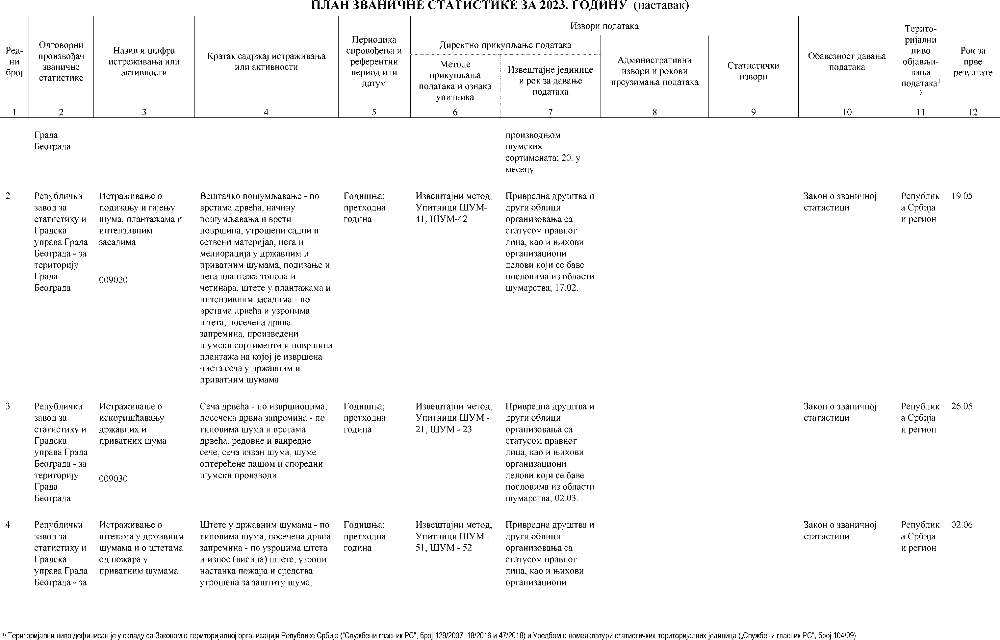 ПЛАН ЗВАНИЧНЕ СТАТИСТИКЕ ЗА 2023. ГОДИНУ (наставак)
Ред-
ни
број
Одговорни
произвођач
званичне
статистике
Назив и шифра
истраживања или
активности
Кратак садржај истраживања
или активности
Периодика
спровођења и
референтни
период или
датум
Извори података
Директно прикупљање података
Методе
прикупљања
података и ознака
упитника
Извештајне јединице
и рок за давање
података
Административни
извори и рокови
преузимања података
Статистички
извори
Обавезност давања
података
Терито-
ријални
ниво
објављи-
вања
података1
)
Рок за
прве
резултате
1 2 3 4 5 6 7 8 9 10 11 12
Града
Београда
производњом
шумских
сортимената; 20. у
месецу
2
Републички
завод за
статистику и
Градска
управа Града
Београда - за
територију
Града
Београда
Истраживање о
подизању и гајењу
шума, плантажама и
интензивним
засадима
009020
Вештачко пошумљавање - по
врстама дрвећа, начину
пошумљавања и врсти
површина, утрошени садни и
сетвени материјал, нега и
мелиорација у државним и
приватним шумама, подизање и
нега плантажа топола и
четинара, штете у плантажама и
интензивним засадима - по
врстама дрвећа и узроцима
штета, посечена дрвна
запремина, произведени
шумски сортименти и површина
плантажа на којој је извршена
чиста сеча у државним и
приватним шумама
Годишња;
претходна
година
Извештајни метод;
Упитници ШУМ-
41, ШУМ-42
Привредна друштва и
други облици
организовања са
статусом правног
лица, као и њихови
организациони
делови који се баве
пословима из области
шумарства; 17.02.
Закон о званичној
статистици
Републик
а Србија
и регион
19.05.
3
Републички
завод за
статистику и
Градска
управа Града
Београда - за
територију
Града
Београда
Истраживање о
искоришћавању
државних и
приватних шума
009030
Сеча дрвећа - по извршиоцима,
посечена дрвна запремина - по
типовима шума и врстама
дрвећа, редовне и ванредне
сече, сеча изван шума, шуме
оптерећене пашом и споредни
шумски производи
Годишња;
претходна
година
Извештајни метод;
Упитници ШУМ -
21, ШУМ - 23
Привредна друштва и
други облици
организовања са
статусом правног
лица, као и њихови
организациони
делови који се баве
пословима из области
шумарства; 02.03.
Закон о званичној
статистици
Републик
а Србија
и регион
26.05.
4
Републички
завод за
статистику и
Градска
управа Града
Београда - за
Истраживање о
штетама у државним
шумама и о штетама
од пожара у
приватним шумама
Штете у државним шумама - по
типовима шума, посечена дрвна
запремина - по узроцима штета
и износ (висина) штете, узроци
настанка пожара и средства
утрошена за заштиту шума,
Годишња;
претходна
година
Извештајни метод;
Упитници ШУМ -
51, ШУМ - 52
Привредна друштва и
други облици
организовања са
статусом правног
лица, као и њихови
организациони
Закон о званичној
статистици
Републик
а Србија
и регион
02.06.
1) Територијални ниво дефинисан је у складу са Законом о територијалној организацији Републике Србије ("Службени гласник РС", број 129/2007, 18/2016 и 47/2018) и Уредбом о номенклатури статистичких територијалних јединица („Службени гласник РС", број 104/09).